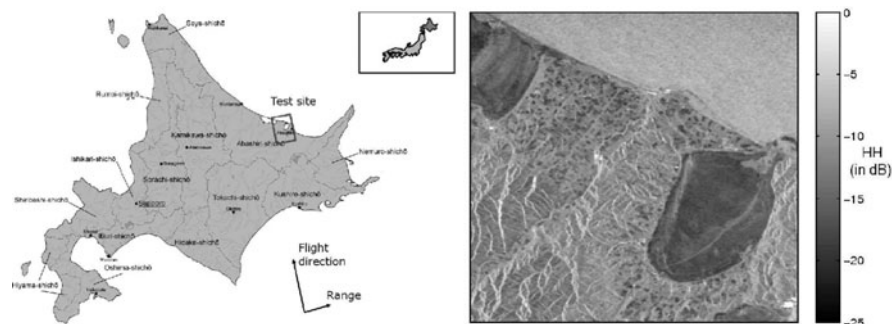 Soya-shichō
Rumoi-shichō
Test site
Kamikawa-shichō
Abashiri-shichō
Ishikari-shichō
Nemuro-shichō
Sorachi-shichō
Shiribeshi-shichō
Tokachi-shichō
Kushiro-shichō
Sapporo
Iburi-shichō
Hidaka-shichō
Oshima-shichō
Hiyama-shichō
Flight
direction
Range
0
-5
-10
HH
(in dB)
-15
-20
-25